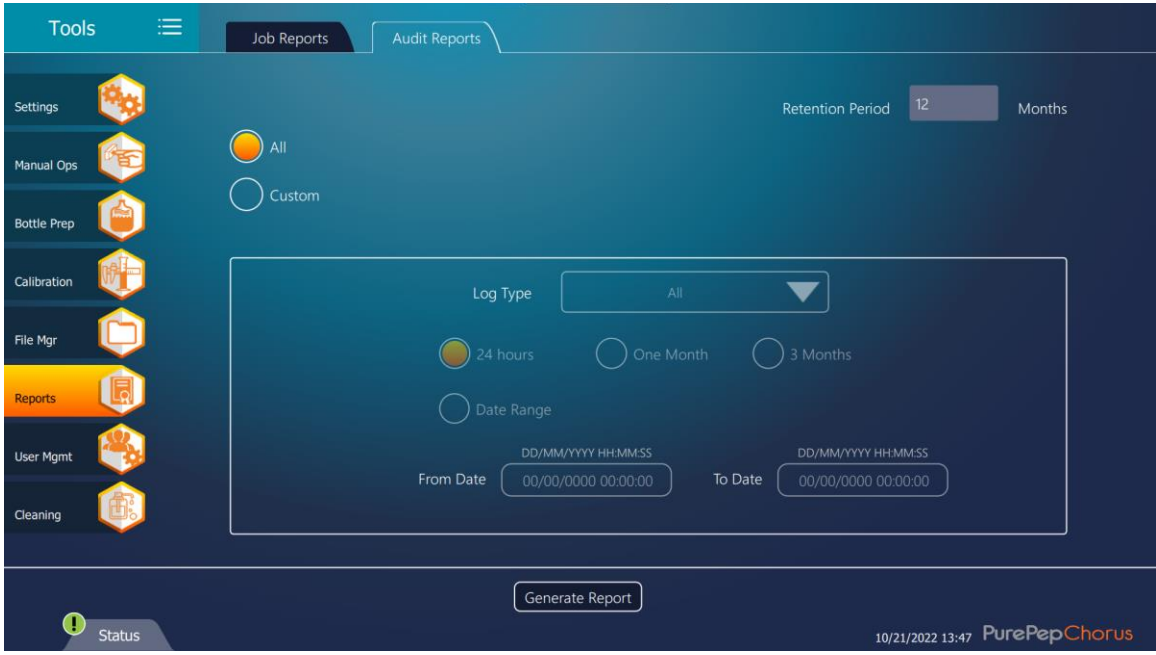 Tools
Job Reports
Audit Reports
Settings
Manual Ops
Bottle Prep
Calibration
File Mgr
Reports
User Mgmt
Cleaning
Retention Period 12 Months
All
Custom
Log Type All
24 hours One Month 3 Months
Date Range
DD/MM/YYYY HH:MM:SS DD/MM/YYYY HH:MM:SS
From Date 00/00/0000 00:00:00 To Date 00/00/0000 00:00:00
Generate Report
! Status
10/21/2022 13:47 PurePepChorus